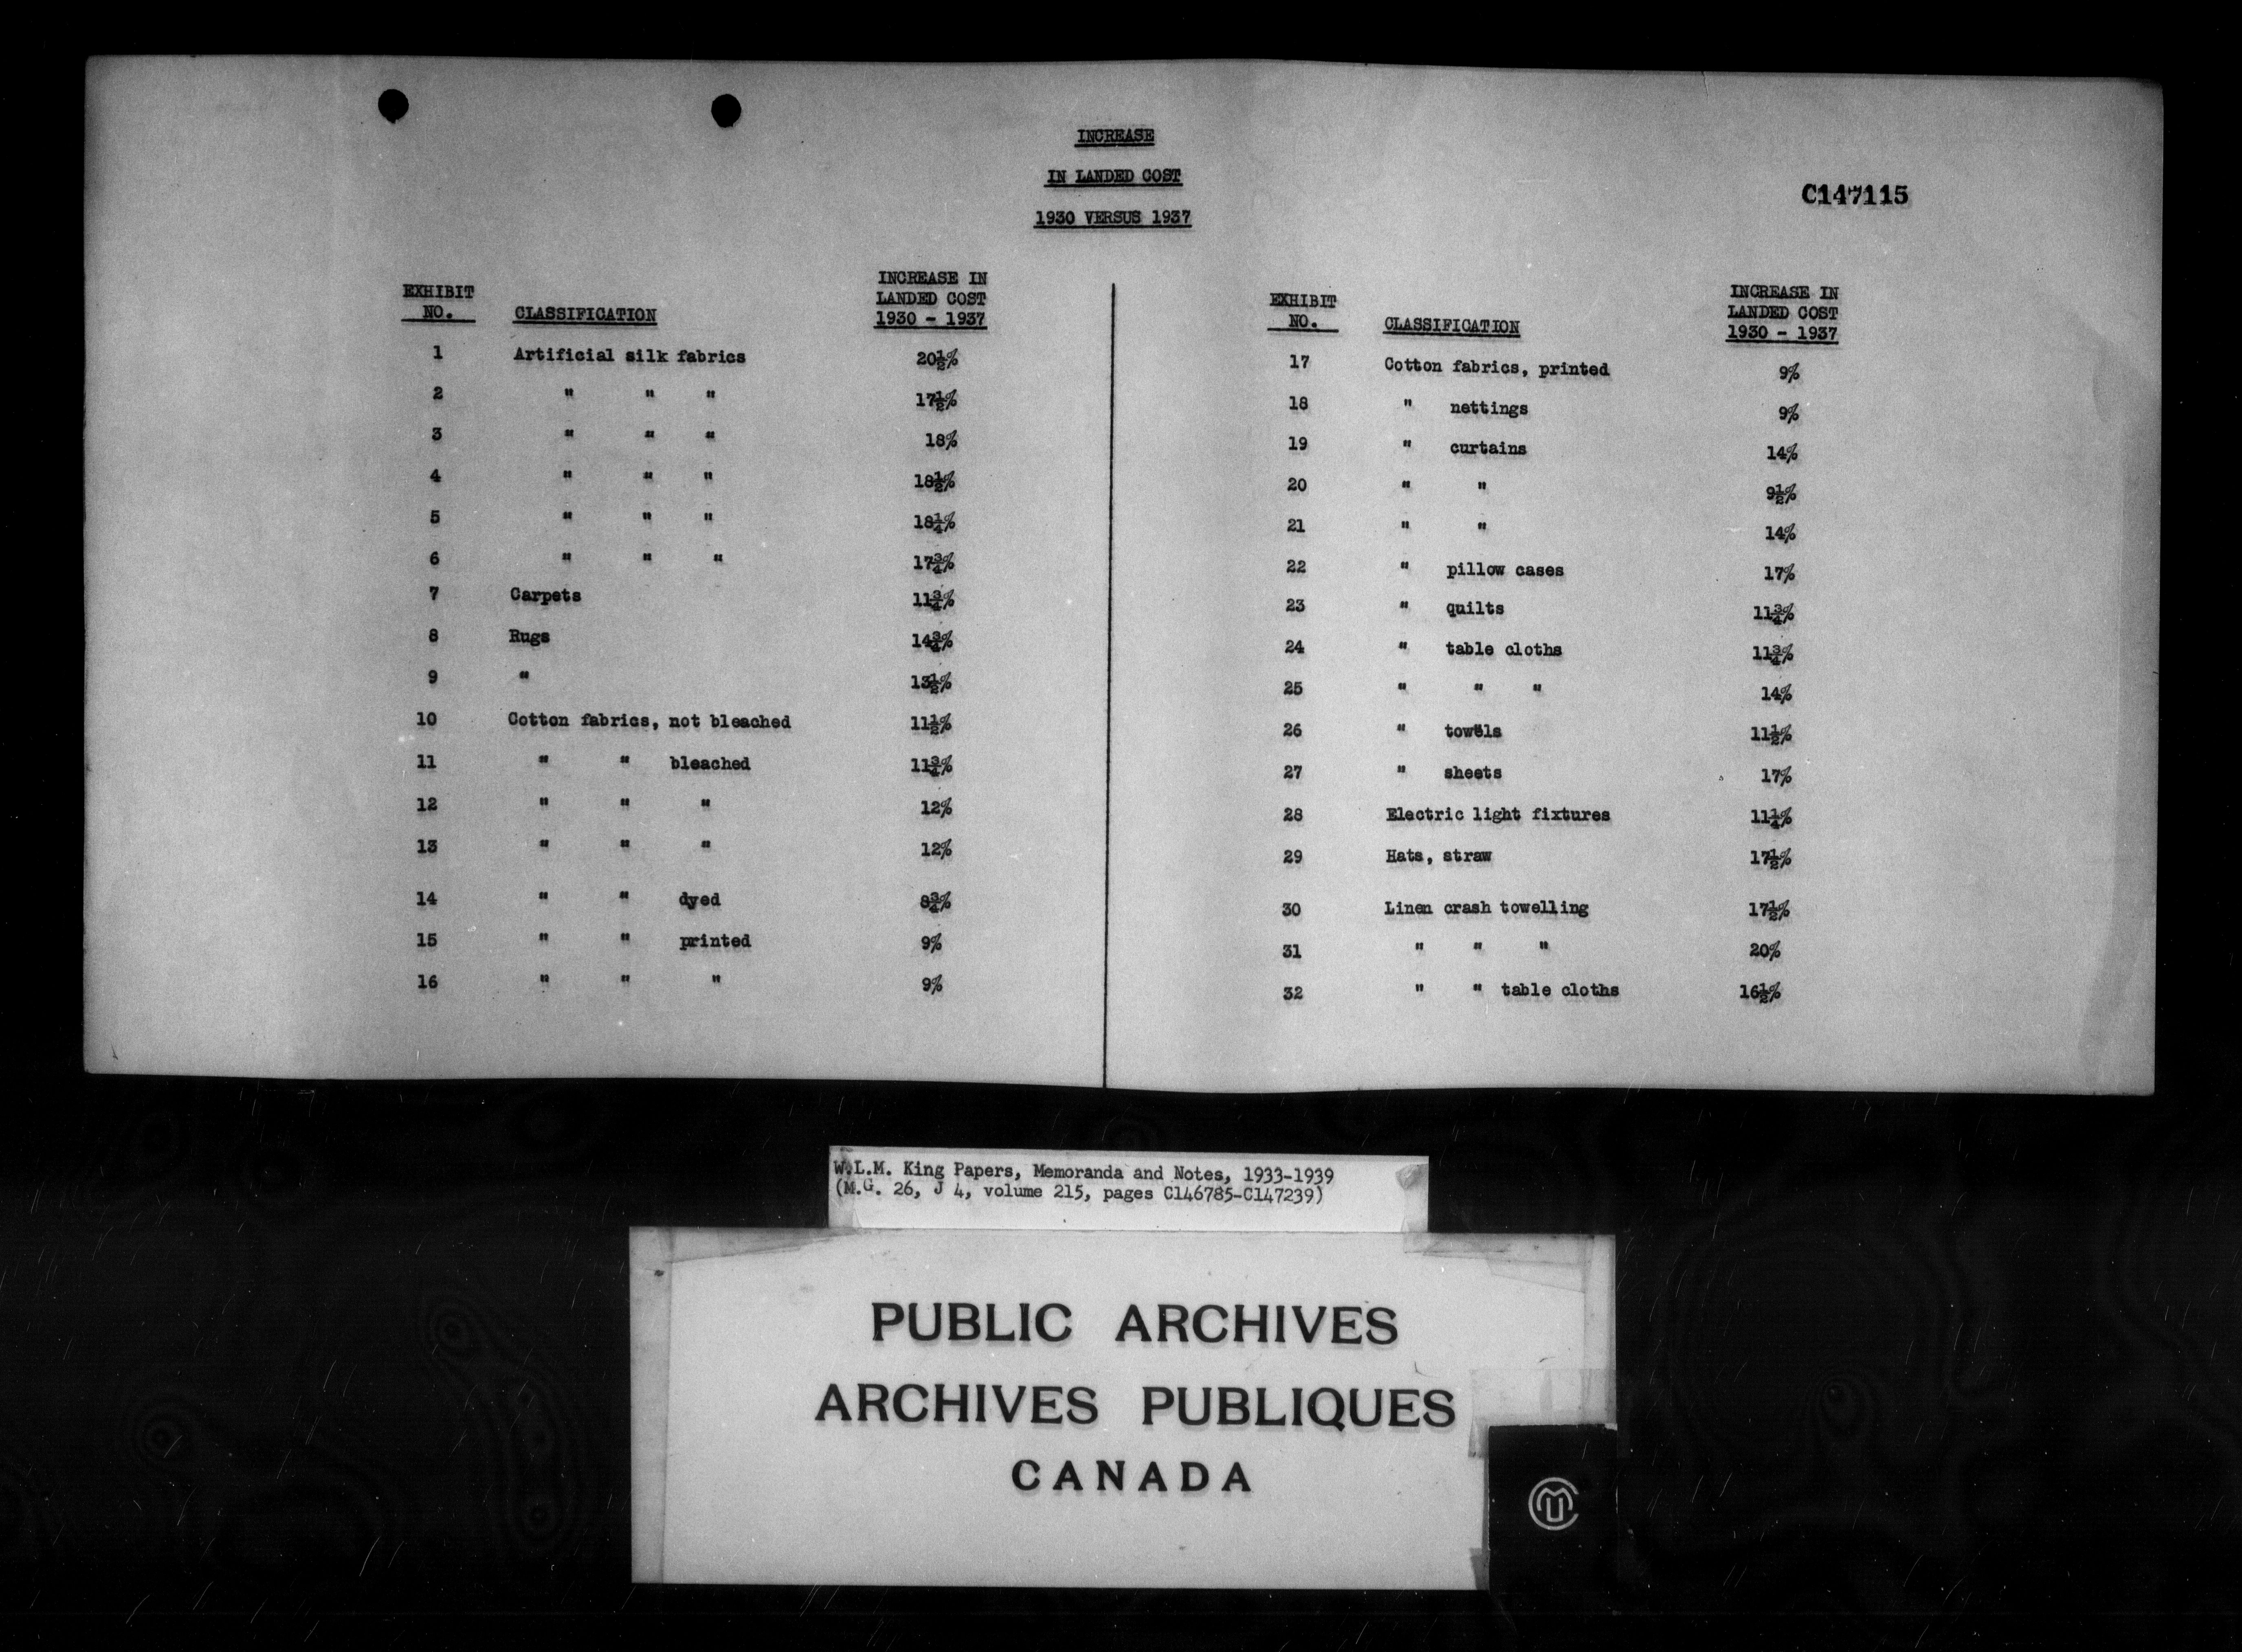 INCREASE
IN LANDED COST
1930 VERSUS 1937
C147115
EXHIBIT NO. CLASSIFICATION INCREASE IN LANDED COST 1930 - 1937
1 Artificial silk fabrics 20½%
2 " " " 17½%
3 " " " 18%
4 " " " 18½%
5 " " " 18¼%
6 " " " 17¾%
7 Carpets 11¾%
8 Rugs 14¾%
9 " 13½%
10 Cotton fabrics, not bleached 11½%
11 " " bleached 11¾%
12 " " " 12%
13 " " " 12%
14 " " dyed 8¾%
15 " " printed 9%
16 " " " 9%
EXHIBIT NO. CLASSIFICATION INCREASE IN LANDED COST 1930 - 1937
17 Cotton fabrics, printed 9%
18 " nettings 9%
19 " curtains 14%
20 " " 9½%
21 " " 14%
22 " pillow cases 17%
23 " quilts 11¾%
24 " table cloths 11¾%
25 " " " 14%
26 " towels 11½%
27 " sheets 17%
28 Electric light fixtures 11¼%
29 Hats, straw 17½%
30 Linen crash towelling 17½%
31 " " " 20%
32 " " table cloths 16½%
W.L.M. King Papers, Memoranda and Notes, 1933-1939
(M.G. 26, J 4, volume 215, pages C146785-C147239)
PUBLIC ARCHIVES
ARCHIVES PUBLIQUES
CANADA